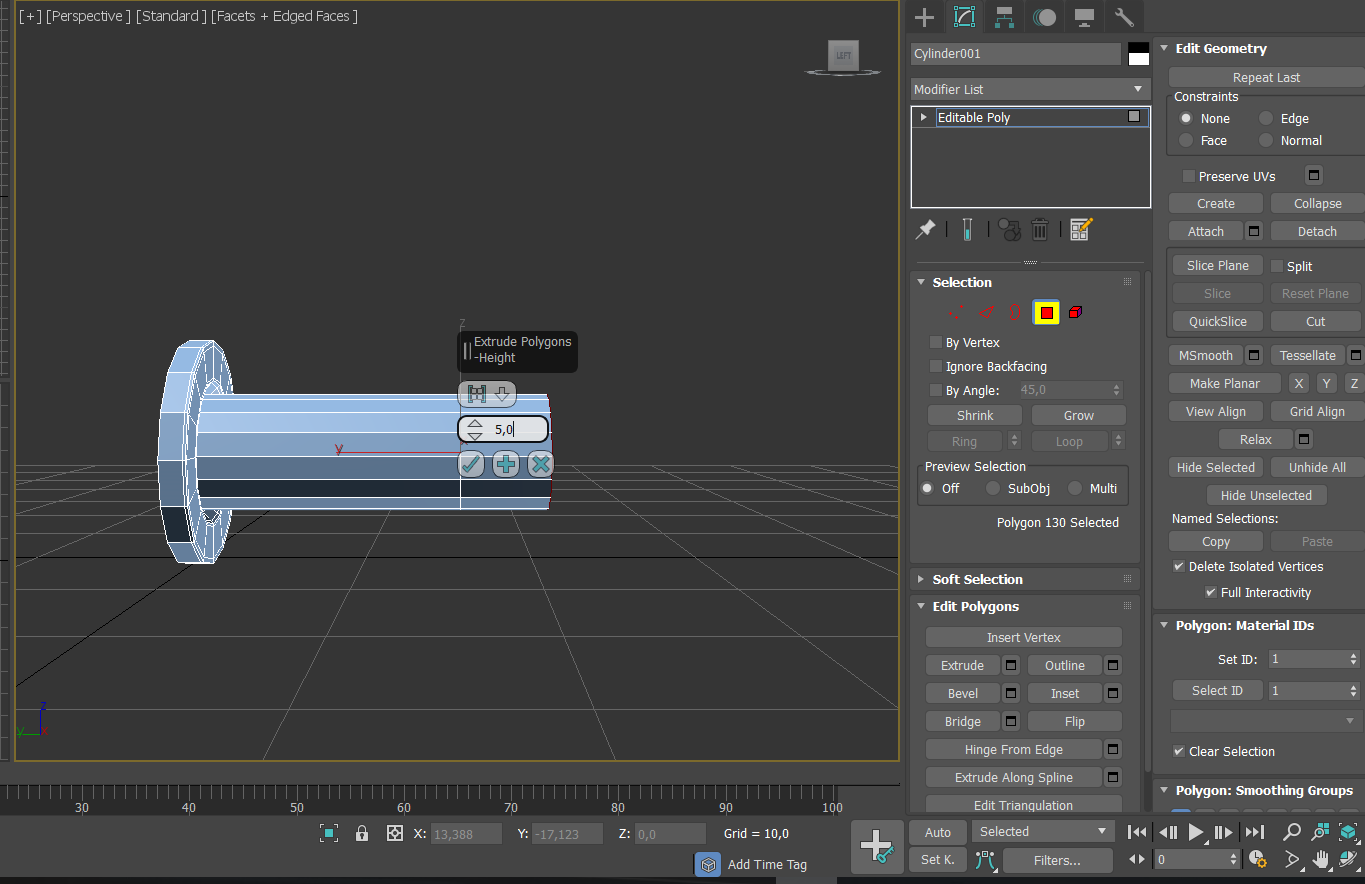 [+] [Perspective ] [Standard ] [Facets + Edged Faces ]
LEFT
z
Extrude Polygons
-Height
5,0
y
z
y
x
30 40 50 60 70 80 90 100
X: 13,388 Y: -17,123 Z: 0,0 Grid = 10,0
Add Time Tag
Cylinder001
Modifier List
Editable Poly
Selection
By Vertex
Ignore Backfacing
By Angle: 45,0
Shrink Grow
Ring Loop
Preview Selection
Off SubObj Multi
Polygon 130 Selected
Soft Selection
Edit Polygons
Insert Vertex
Extrude Outline
Bevel Inset
Bridge Flip
Hinge From Edge
Extrude Along Spline
Edit Triangulation
Edit Geometry
Repeat Last
Constraints
None Edge
Face Normal
Preserve UVs
Create Collapse
Attach Detach
Slice Plane Split
Slice Reset Plane
QuickSlice Cut
MSmooth Tessellate
Make Planar X Y Z
View Align Grid Align
Relax
Hide Selected Unhide All
Hide Unselected
Named Selections:
Copy Paste
Delete Isolated Vertices
Full Interactivity
Polygon: Material IDs
Set ID: 1
Select ID 1
Clear Selection
Polygon: Smoothing Groups
Auto Selected
Set K. Filters...
0